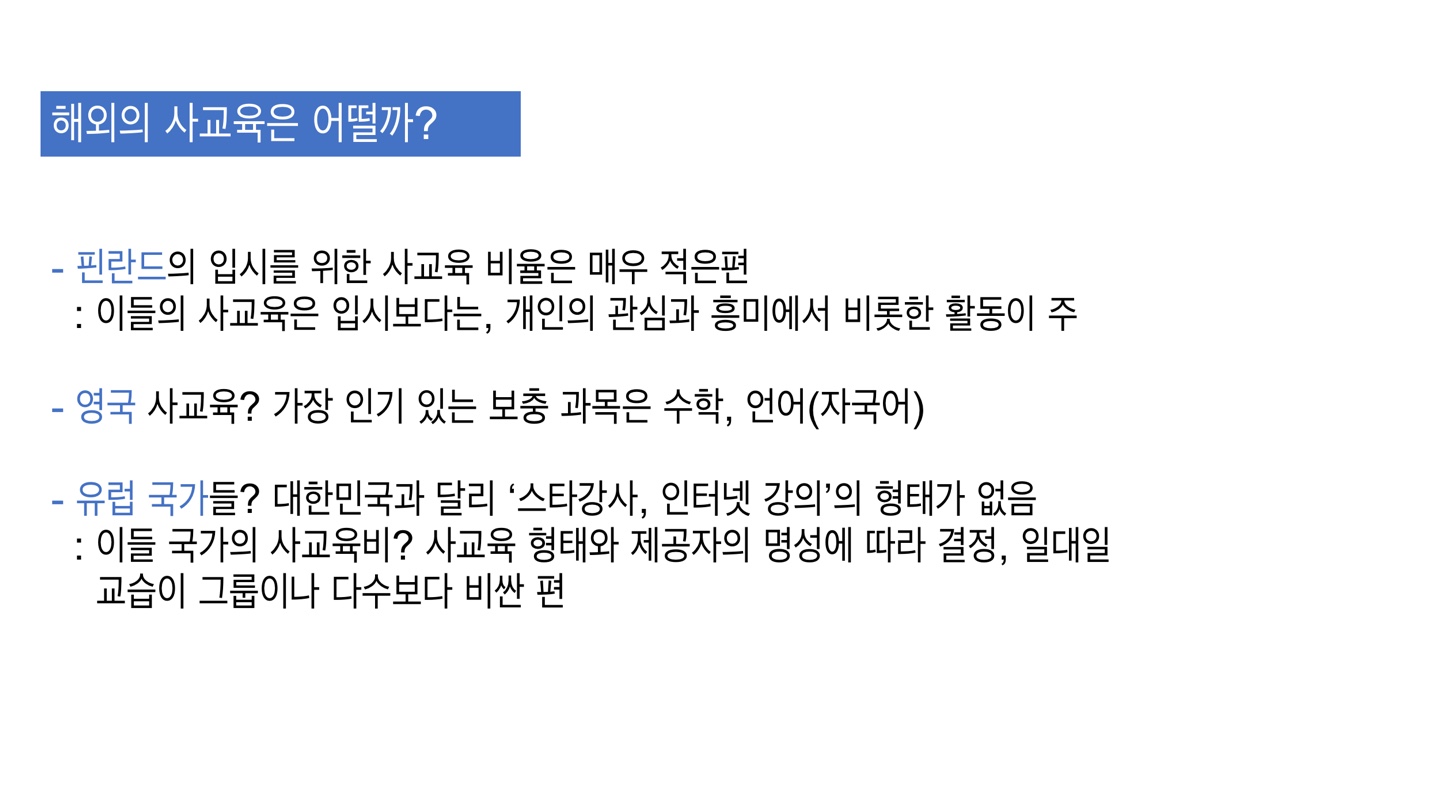 해외의 사교육은 어떨까?
- 핀란드의 입시를 위한 사교육 비율은 매우 적은편
: 이들의 사교육은 입시보다는, 개인의 관심과 흥미에서 비롯한 활동이 주
- 영국 사교육? 가장 인기 있는 보충 과목은 수학, 언어(자국어)
- 유럽 국가들? 대한민국과 달리 ‘스타강사, 인터넷 강의’의 형태가 없음
: 이들 국가의 사교육비? 사교육 형태와 제공자의 명성에 따라 결정, 일대일
교습이 그룹이나 다수보다 비싼 편